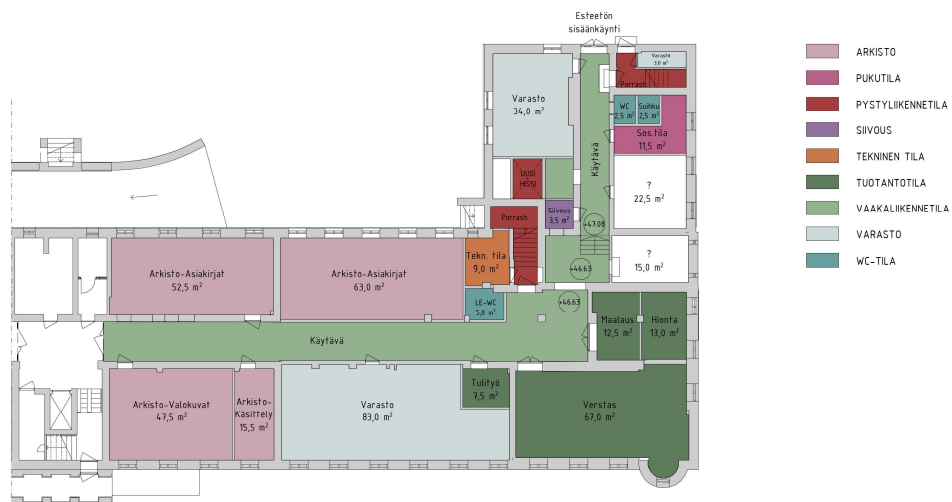 Esteetön
sisäänkäynti
Varasto
3,0 m²
Porrash.
Varasto
34,0 m²
WC
2,5 m²
Suihku
2,5 m²
Sos.tila
11,5 m²
Käytävä
UUSI
HISSI
?
22,5 m²
Siivous
3,5 m²
Porrash.
+47.08
?
15,0 m²
Tekn. tila
9,0 m²
+46.63
Arkisto-Asiakirjat
52,5 m²
Arkisto-Asiakirjat
63,0 m²
LE-WC
5,0 m²
+46.63
Maalaus
12,5 m²
Hionta
13,0 m²
Käytävä
Arkisto-Valokuvat
47,5 m²
Arkisto-
Käsittely
15,5 m²
Varasto
83,0 m²
Tulityö
7,5 m²
Verstas
67,0 m²
ARKISTO
PUKUTILA
PYSTYLIIKENNETILA
SIIVOUS
TEKNINEN TILA
TUOTANTOTILA
VAAKALIIKENNETILA
VARASTO
WC-TILA